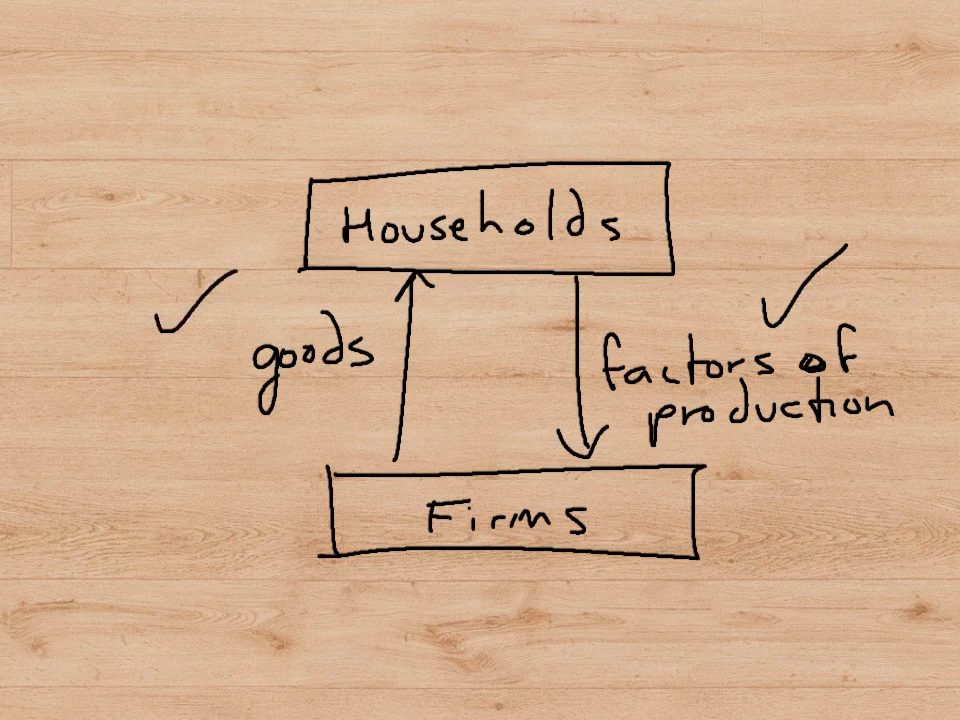 Households
goods
factors of
production
Firms